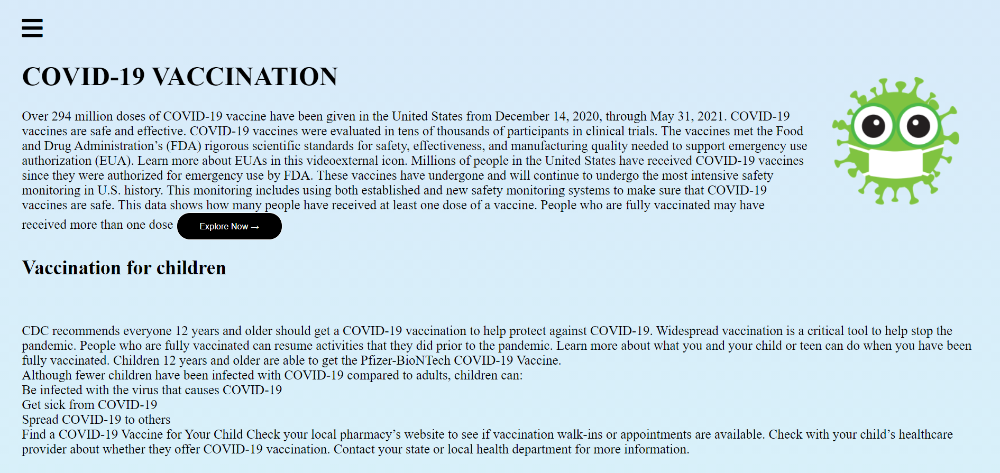 COVID-19 VACCINATION
Over 294 million doses of COVID-19 vaccine have been given in the United States from December 14, 2020, through May 31, 2021. COVID-19
vaccines are safe and effective. COVID-19 vaccines were evaluated in tens of thousands of participants in clinical trials. The vaccines met the Food
and Drug Administration’s (FDA) rigorous scientific standards for safety, effectiveness, and manufacturing quality needed to support emergency use
authorization (EUA). Learn more about EUAs in this videoexternal icon. Millions of people in the United States have received COVID-19 vaccines
since they were authorized for emergency use by FDA. These vaccines have undergone and will continue to undergo the most intensive safety
monitoring in U.S. history. This monitoring includes using both established and new safety monitoring systems to make sure that COVID-19
vaccines are safe. This data shows how many people have received at least one dose of a vaccine. People who are fully vaccinated may have
received more than one dose Explore Now →
Vaccination for children
CDC recommends everyone 12 years and older should get a COVID-19 vaccination to help protect against COVID-19. Widespread vaccination is a critical tool to help stop the
pandemic. People who are fully vaccinated can resume activities that they did prior to the pandemic. Learn more about what you and your child or teen can do when you have been
fully vaccinated. Children 12 years and older are able to get the Pfizer-BioNTech COVID-19 Vaccine.
Although fewer children have been infected with COVID-19 compared to adults, children can:
Be infected with the virus that causes COVID-19
Get sick from COVID-19
Spread COVID-19 to others
Find a COVID-19 Vaccine for Your Child Check your local pharmacy’s website to see if vaccination walk-ins or appointments are available. Check with your child’s healthcare
provider about whether they offer COVID-19 vaccination. Contact your state or local health department for more information.